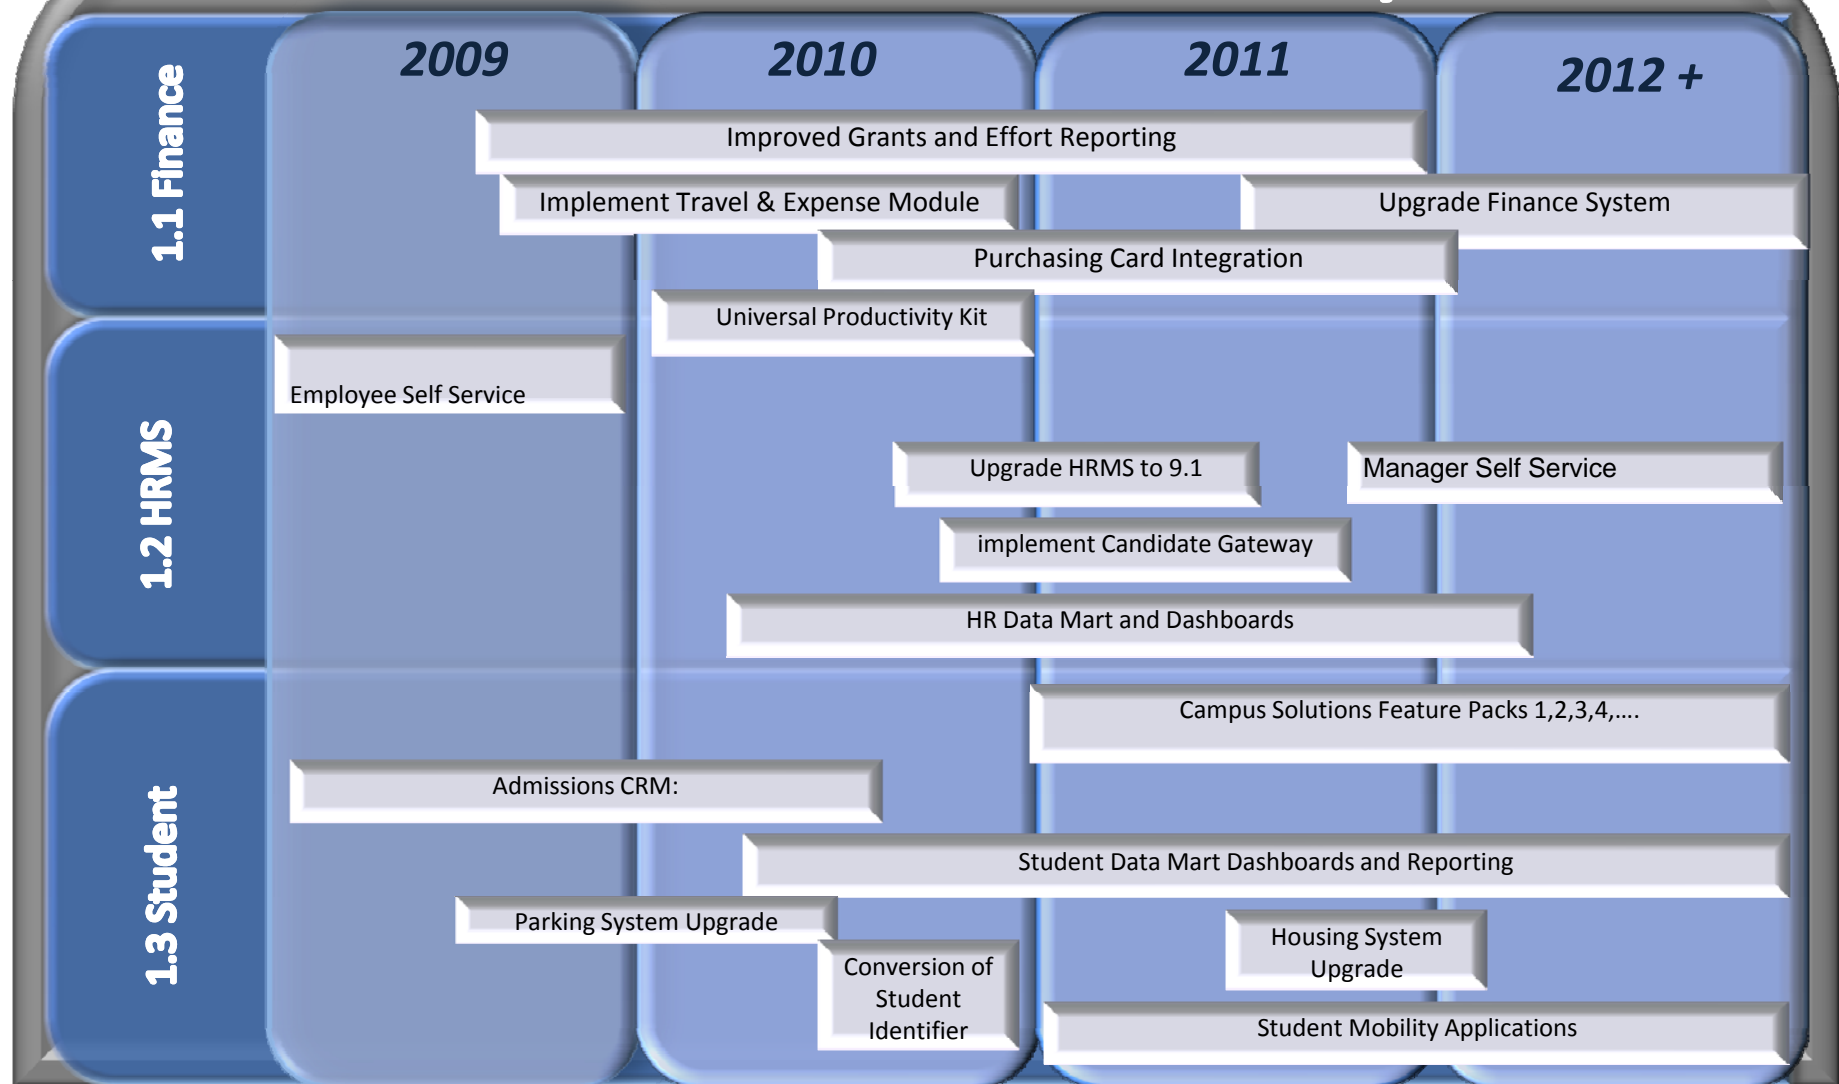 2009
2010
2011
2012 +
1.1 Finance
Improved Grants and Effort Reporting
Implement Travel & Expense Module
Upgrade Finance System
Purchasing Card Integration
Universal Productivity Kit
1.2 HRMS
Employee Self Service
Upgrade HRMS to 9.1
Manager Self Service
implement Candidate Gateway
HR Data Mart and Dashboards
1.3 Student
Campus Solutions Feature Packs 1,2,3,4,....
Admissions CRM:
Student Data Mart Dashboards and Reporting
Parking System Upgrade
Housing System
Upgrade
Conversion of
Student
Identifier
Student Mobility Applications